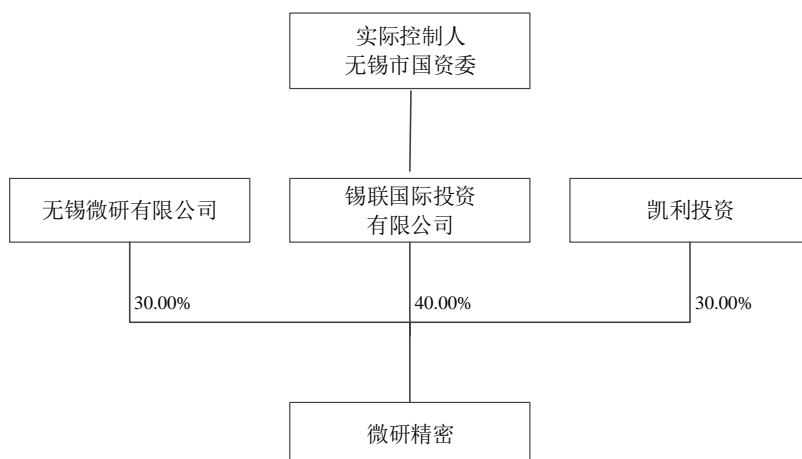 实际控制人
无锡市国资委
无锡微研有限公司
锡联国际投资
有限公司
凯利投资
30.00%
40.00%
30.00%
微研精密